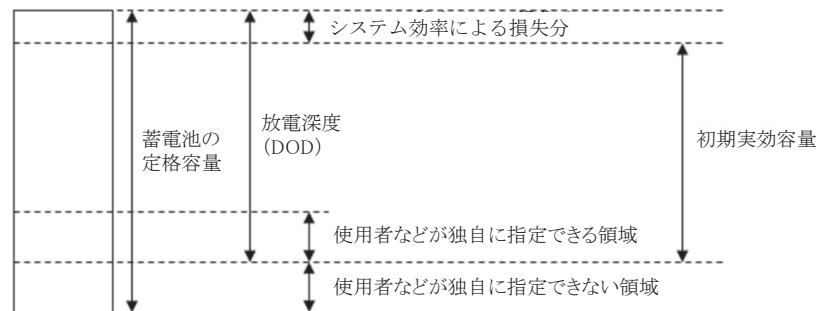 システム効率による損失分
放電深度
(DOD)
蓄電池の
定格容量
初期実効容量
使用者などが独自に指定できる領域
使用者などが独自に指定できない領域